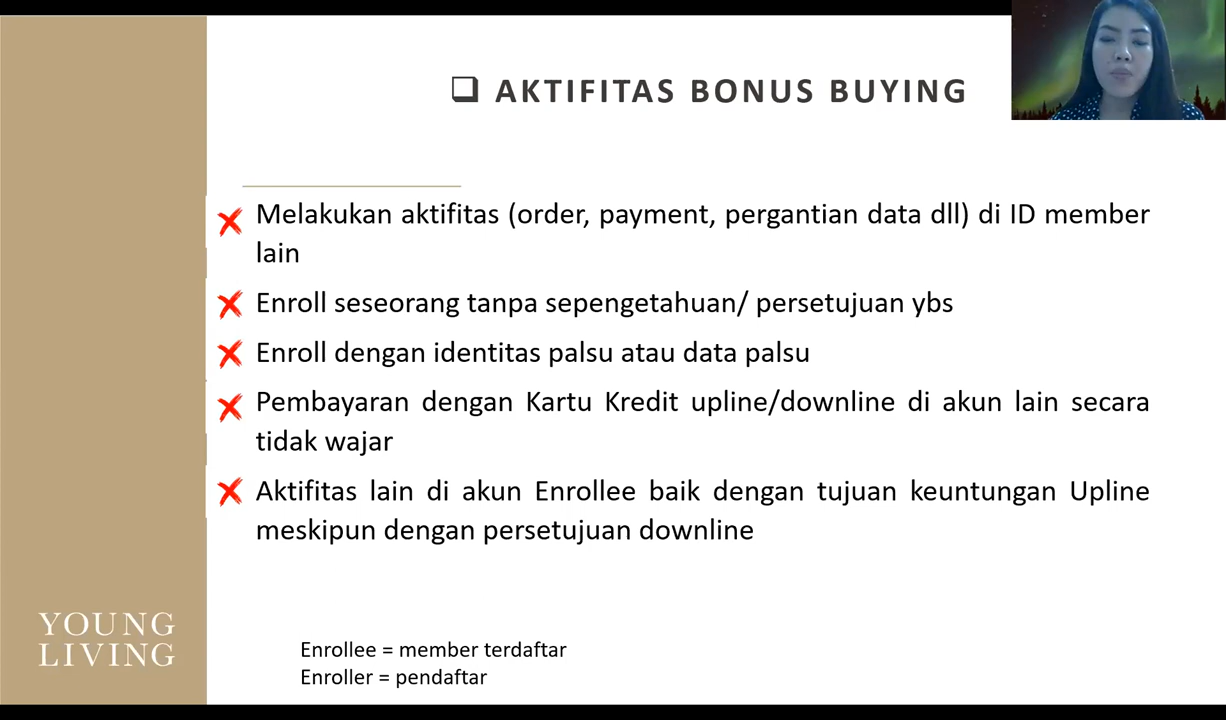 AKTIFITAS BONUS BUYING
Melakukan aktifitas (order, payment, pergantian data dll) di ID member
lain
Enroll seseorang tanpa sepengetahuan/ persetujuan ybs
Enroll dengan identitas palsu atau data palsu
Pembayaran dengan Kartu Kredit upline/downline di akun lain secara
tidak wajar
Aktifitas lain di akun Enrollee baik dengan tujuan keuntungan Upline
meskipun dengan persetujuan downline
YOUNG
LIVING
Enrollee = member terdaftar
Enroller = pendaftar